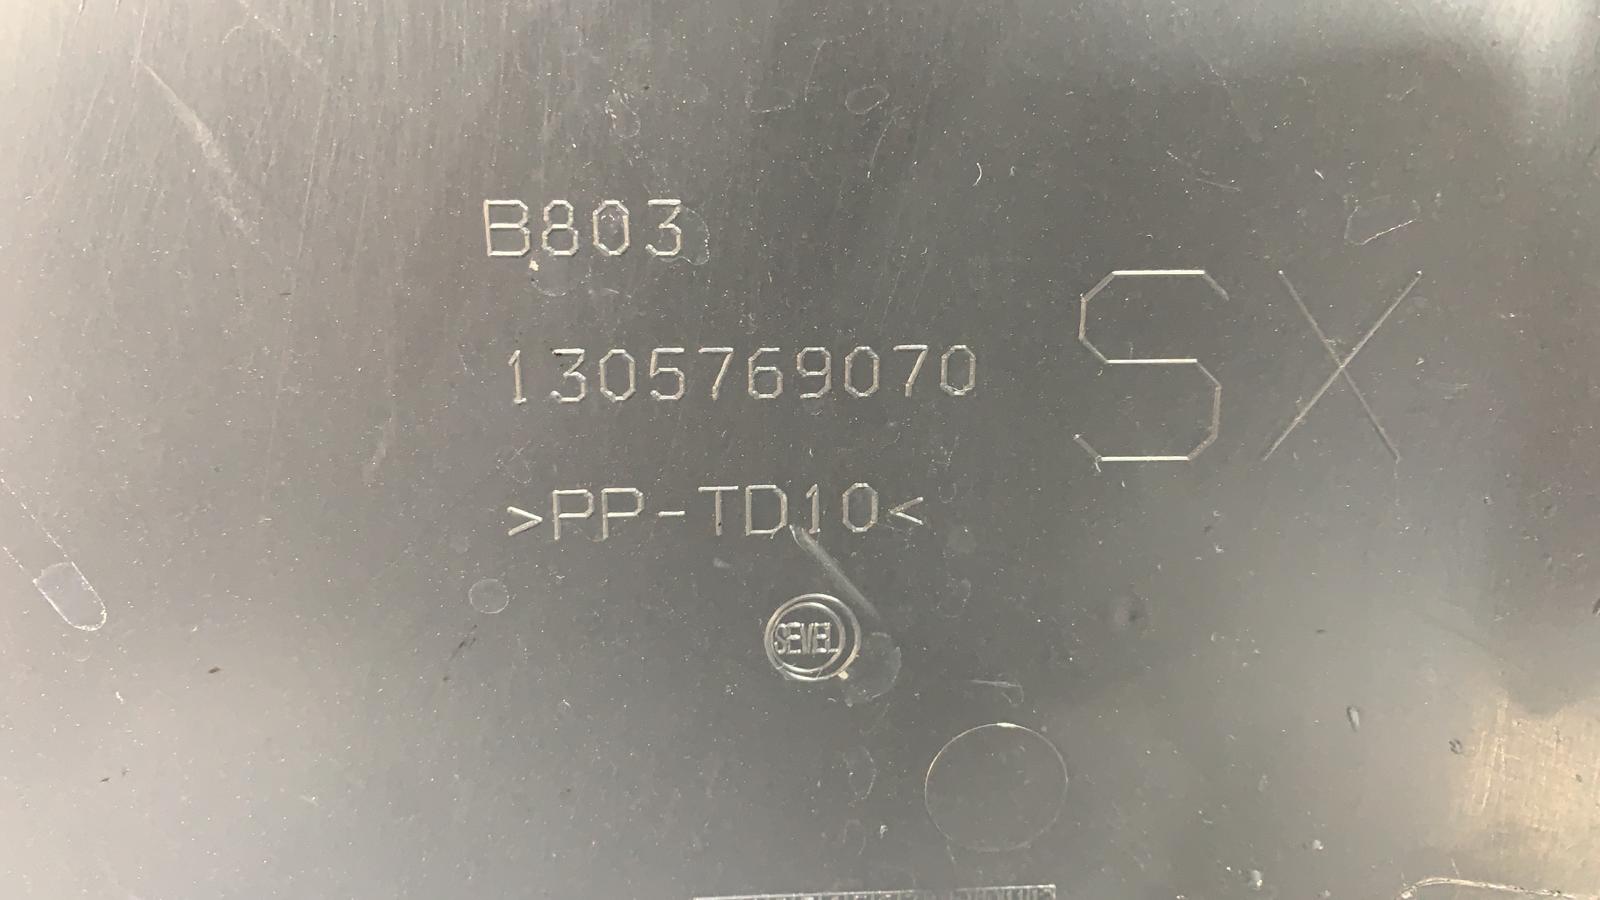 B803
SX
1305769070
>PP-TD10<
SEVEL